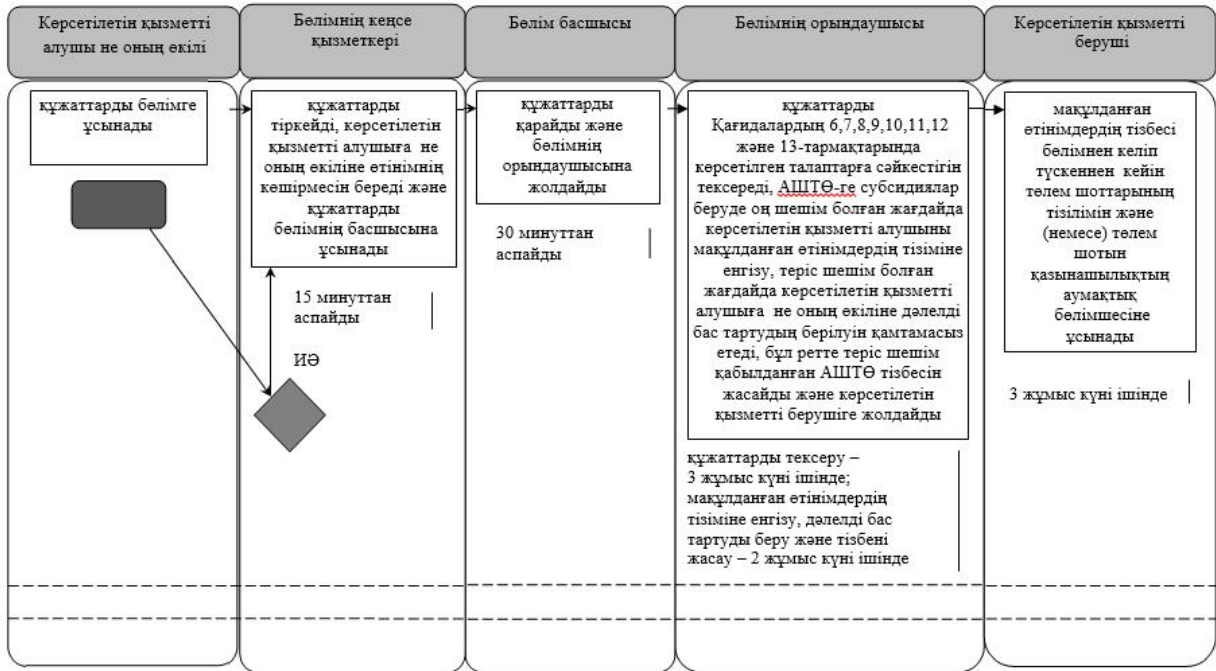 Көрсетілетін қызметті
алушы не оның өкілі
Бөлімнің кеңсе
қызметкері
Бөлім басшысы
Бөлімнің орындаушысы
Көрсетілетін қызметті
беруші
құжаттарды бөлімге
ұсынады
құжаттарды
тіркейді, көрсетілетін
қызметті алушыға не
оның өкіліне өтінімнің
көшірмесін береді және
құжаттарды
бөлімнің басшысына
ұсынады
15 минуттан
аспайды
ИӘ
құжаттарды
қарайды және
бөлімнің
орындаушысына
жолдайды
30 минуттан
аспайды
құжаттарды
Қағидалардың 6,7,8,9,10,11,12
және 13-тармақтарында
көрсетілген талаптарға сәйкестігін
тексереді, АШТӨ-ге субсидиялар
беруде оң шешім болған жағдайда
көрсетілетін қызметті алушыны
мақұлданған өтінімдердің тізіміне
енгізу, теріс шешім болған
жағдайда көрсетілетін қызметті
алушыға не оның өкіліне дәлелді
бас тартудың берілуін қамтамасыз
етеді, бұл ретте теріс шешім
қабылданған АШТӨ тізбесін
жасайды және көрсетілетін
қызметті берушіге жолдайды
құжаттарды тексеру –
3 жұмыс күні ішінде;
мақұлданған өтінімдердің
тізіміне енгізу, дәлелді бас
тартуды беру және тізбені
жасау – 2 жұмыс күні ішінде
мақұлданған
өтінімдердің тізбесі
бөлімнен келіп
түскеннен кейін
төлем шоттарының
тізілімін және
(немесе) төлем
шотын
қазынашылықтың
аумақтық
бөлімшесіне
ұсынады
3 жұмыс күні ішінде